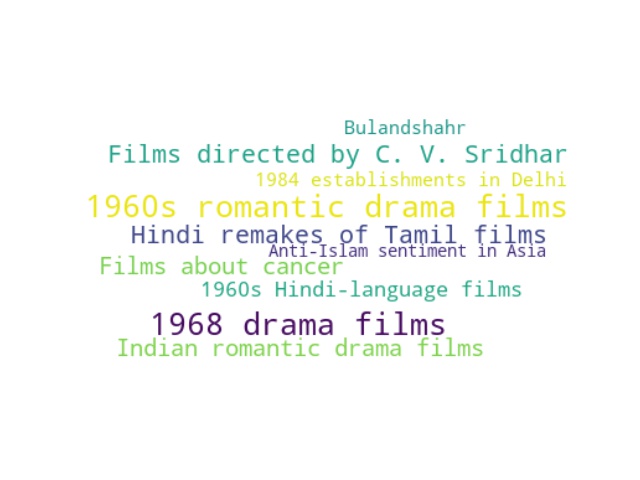 Bulandshahr
Films directed by C. V. Sridhar
1984 establishments in Delhi
1960s romantic drama films
Hindi remakes of Tamil films
Anti-Islam sentiment in Asia
Films about cancer
1960s Hindi-language films
1968 drama films
Indian romantic drama films